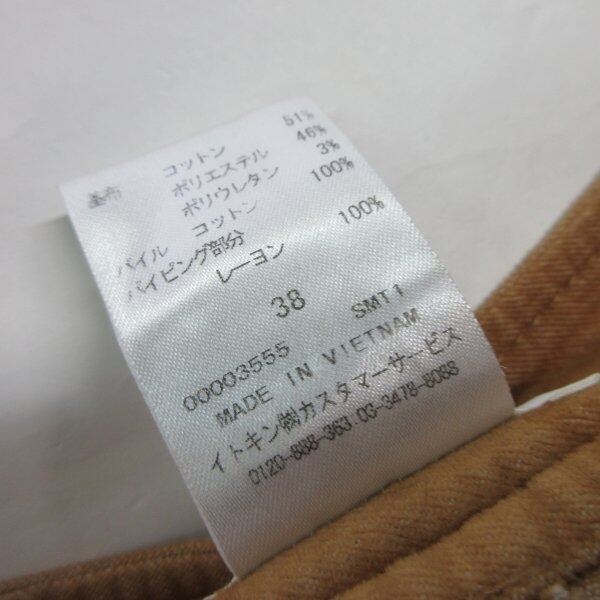 基布 コットン 51%
ポリエステル 46%
ポリウレタン 3%
パイル コットン 100%
パイピング部分
レーヨン 100%
38
00003555 SMT1
MADE IN VIETNAM
イトキン㈱カスタマーサービス
0120-888-363.03-3478-8088